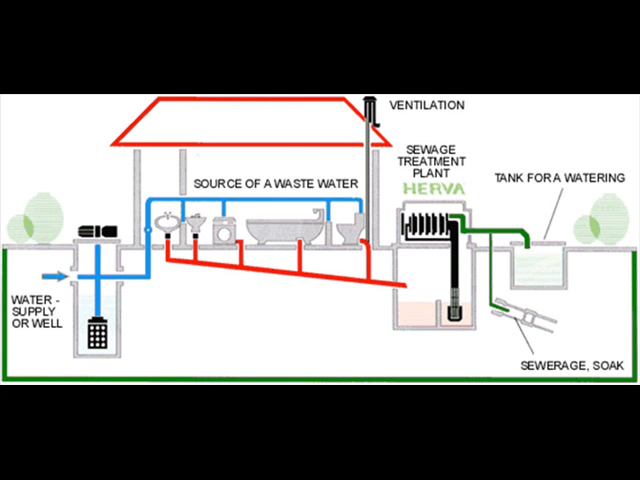 VENTILATION
SEWAGE
TREATMENT
PLANT
HERVA
SOURCE OF A WASTE WATER
TANK FOR A WATERING
WATER -
SUPPLY
OR WELL
SEWERAGE, SOAK